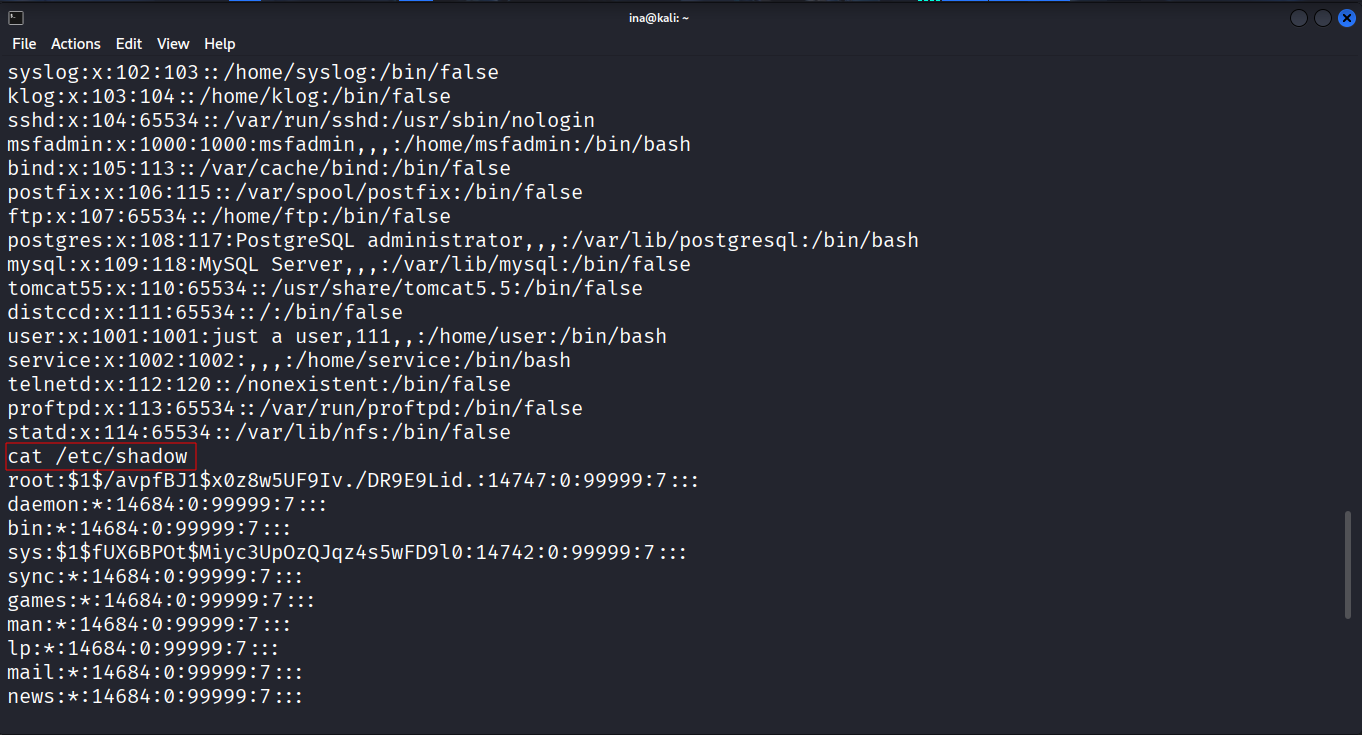 ina@kali: ~
File Actions Edit View Help
syslog:x:102:103::/home/syslog:/bin/false
klog:x:103:104::/home/klog:/bin/false
sshd:x:104:65534::/var/run/sshd:/usr/sbin/nologin
msfadmin:x:1000:1000:msfadmin,,,:/home/msfadmin:/bin/bash
bind:x:105:113::/var/cache/bind:/bin/false
postfix:x:106:115::/var/spool/postfix:/bin/false
ftp:x:107:65534::/home/ftp:/bin/false
postgres:x:108:117:PostgreSQL administrator,,,:/var/lib/postgresql:/bin/bash
mysql:x:109:118:MySQL Server,,,:/var/lib/mysql:/bin/false
tomcat55:x:110:65534::/usr/share/tomcat5.5:/bin/false
distccd:x:111:65534::/:/bin/false
user:x:1001:1001:just a user,111,,:/home/user:/bin/bash
service:x:1002:1002:,,,:/home/service:/bin/bash
telnetd:x:112:120::/nonexistent:/bin/false
proftpd:x:113:65534::/var/run/proftpd:/bin/false
statd:x:114:65534::/var/lib/nfs:/bin/false
cat /etc/shadow
root:$1$/avpfBJ1$x0z8w5UF9Iv./DR9E9Lid.:14747:0:99999:7:::
daemon:*:14684:0:99999:7:::
bin:*:14684:0:99999:7:::
sys:$1$fUX6BPOt$Miyc3UpOzQJqz4s5wFD9l0:14742:0:99999:7:::
sync:*:14684:0:99999:7:::
games:*:14684:0:99999:7:::
man:*:14684:0:99999:7:::
lp:*:14684:0:99999:7:::
mail:*:14684:0:99999:7:::
news:*:14684:0:99999:7:::